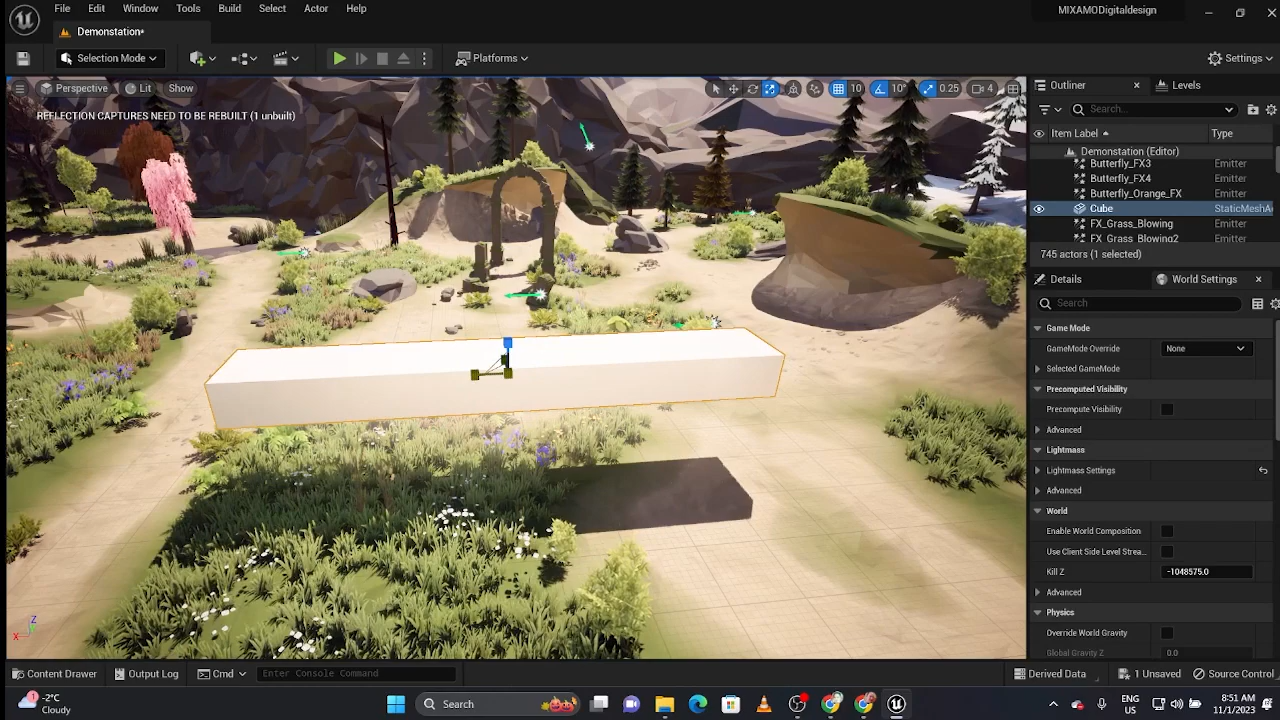 File Edit Window Tools Build Select Actor Help
MIXAMODigitaldesign
Demonstation*
Selection Mode
Platforms
Settings
Perspective Lit Show
10 10° 0.25 4
REFLECTION CAPTURES NEED TO BE REBUILT (1 unbuilt)
Outliner Levels
Search...
Item Label Type
Demonstation (Editor)
Butterfly_FX3 Emitter
Butterfly_FX4 Emitter
Butterfly_Orange_FX Emitter
Cube StaticMeshA
FX_Grass_Blowing Emitter
FX_Grass_Blowing2 Emitter
745 actors (1 selected)
Details World Settings
Search
Game Mode
GameMode Override None
Selected GameMode
Precomputed Visibility
Precompute Visibility
Advanced
Lightmass
Lightmass Settings
Advanced
World
Enable World Composition
Use Client Side Level Strea...
Kill Z -1048575.0
Advanced
Physics
Override World Gravity
Global Gravity Z 0.0
Z
X
Content Drawer Output Log Cmd Enter Console Command
Derived Data 1 Unsaved Source Control
1
-2°C
Cloudy
Search
ENG
US
8:51 AM
11/7/2023